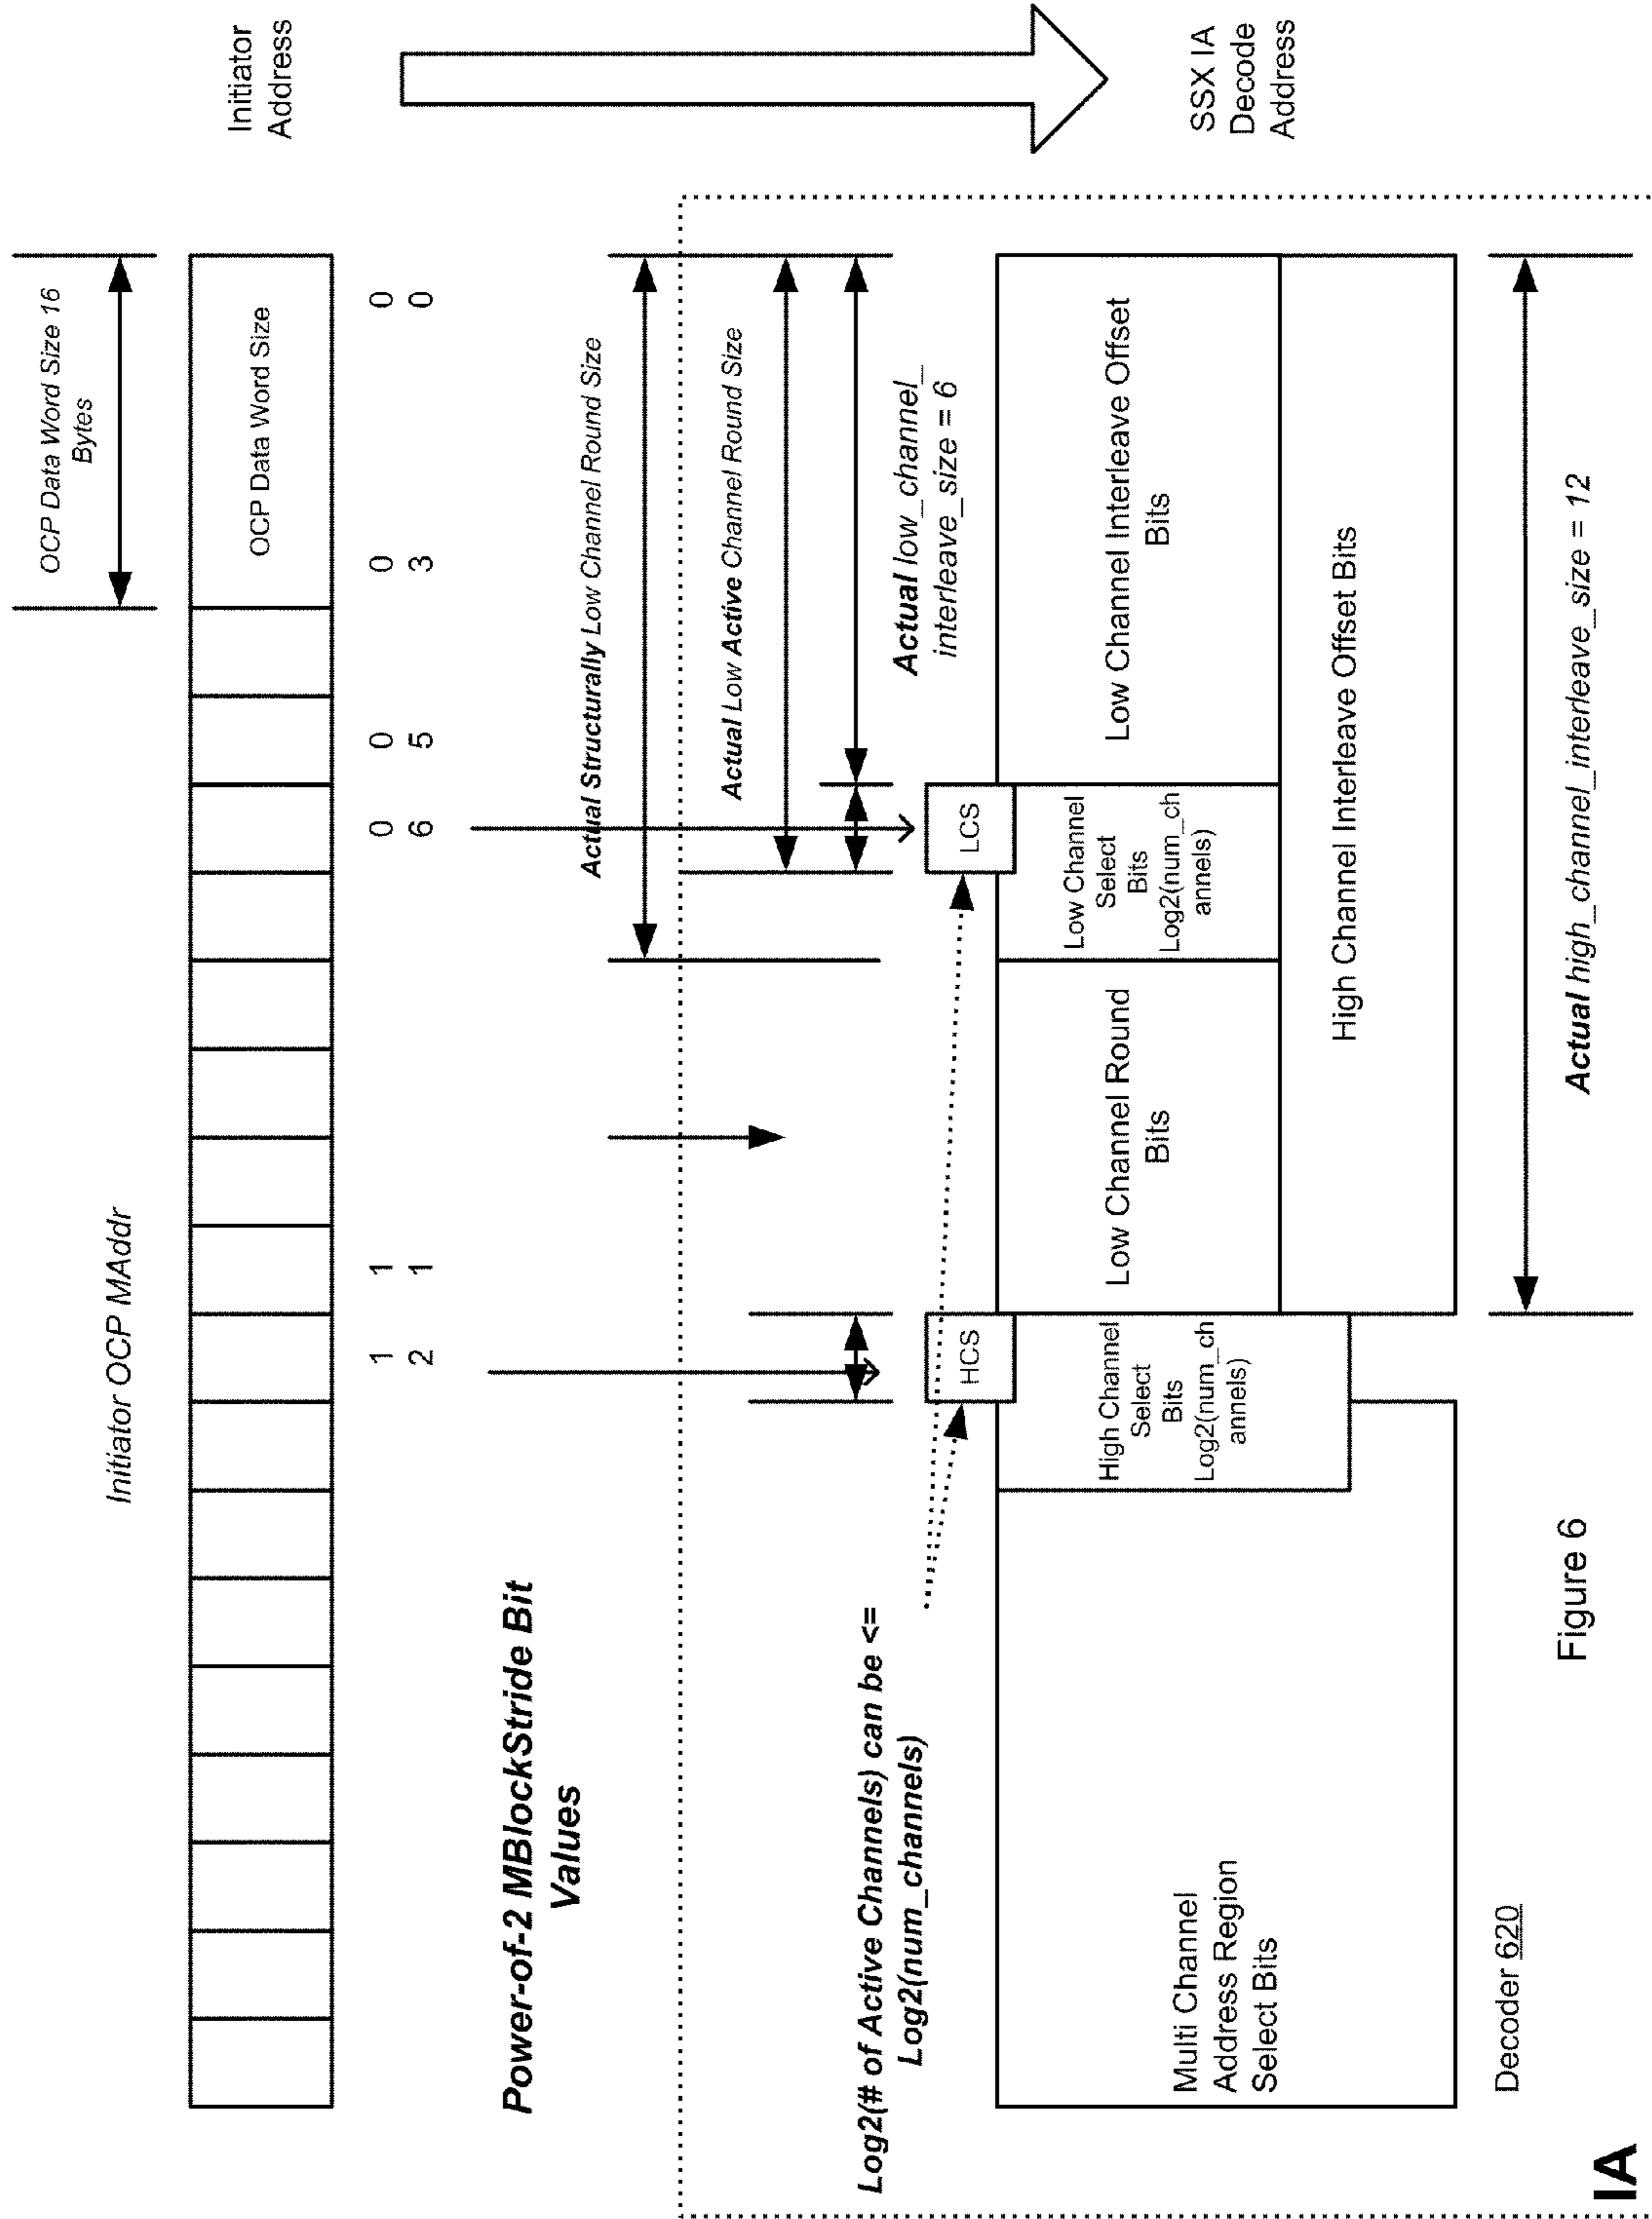 OCP Data Word Size 16
Bytes
Initiator OCP MAddr
OCP Data Word Size
Initiator
Address
1
2
1
1
0
6
0
5
0
3
0
0
Power-of-2 MBlockStride Bit
Values
Actual Structurally Low Channel Round Size
Actual Low Active Channel Round Size
Actual low_channel_
interleave_size = 6
Log2(# of Active Channels) can be <=
Log2(num_channels)
HCS
LCS
SSX IA
Decode
Address
Multi Channel
Address Region
Select Bits
High Channel
Select
Bits
Log2(num_ch
annels)
Low Channel Round
Bits
Low Channel
Select
Bits
Log2(num_ch
annels)
Low Channel Interleave Offset
Bits
High Channel Interleave Offset Bits
Decoder 620
Actual high_channel_interleave_size = 12
Figure 6
IA